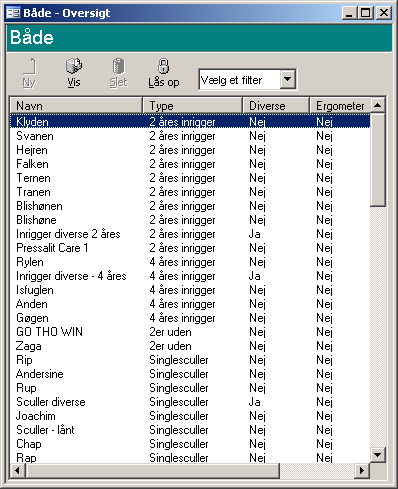 Både - Oversigt
Både
Ny Vis Slet Lås op Vælg et filter
Navn Type Diverse Ergometer
Klyden 2 åres inrigger Nej Nej
Svanen 2 åres inrigger Nej Nej
Hejren 2 åres inrigger Nej Nej
Falken 2 åres inrigger Nej Nej
Ternen 2 åres inrigger Nej Nej
Tranen 2 åres inrigger Nej Nej
Blishønen 2 åres inrigger Nej Nej
Blishøne 2 åres inrigger Nej Nej
Inrigger diverse 2 åres 2 åres inrigger Ja Nej
Pressalit Care 1 2 åres inrigger Nej Nej
Rylen 4 åres inrigger Nej Nej
Inrigger diverse - 4 åres 4 åres inrigger Ja Nej
Isfuglen 4 åres inrigger Nej Nej
Anden 4 åres inrigger Nej Nej
Gøgen 4 åres inrigger Nej Nej
GO THO WIN 2er uden Nej Nej
Zaga 2er uden Nej Nej
Rip Singlesculler Nej Nej
Andersine Singlesculler Nej Nej
Rup Singlesculler Nej Nej
Sculler diverse Singlesculler Ja Nej
Joachim Singlesculler Nej Nej
Sculler - lånt Singlesculler Nej Nej
Chap Singlesculler Nej Nej
Rap Singlesculler Nej Nej